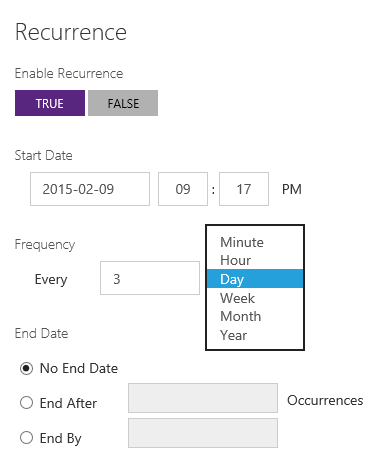 Recurrence
Enable Recurrence
TRUE FALSE
Start Date
2015-02-09 09 : 17 PM
Frequency
Every 3
Minute
Hour
Day
Week
Month
Year
End Date
No End Date
End After Occurrences
End By